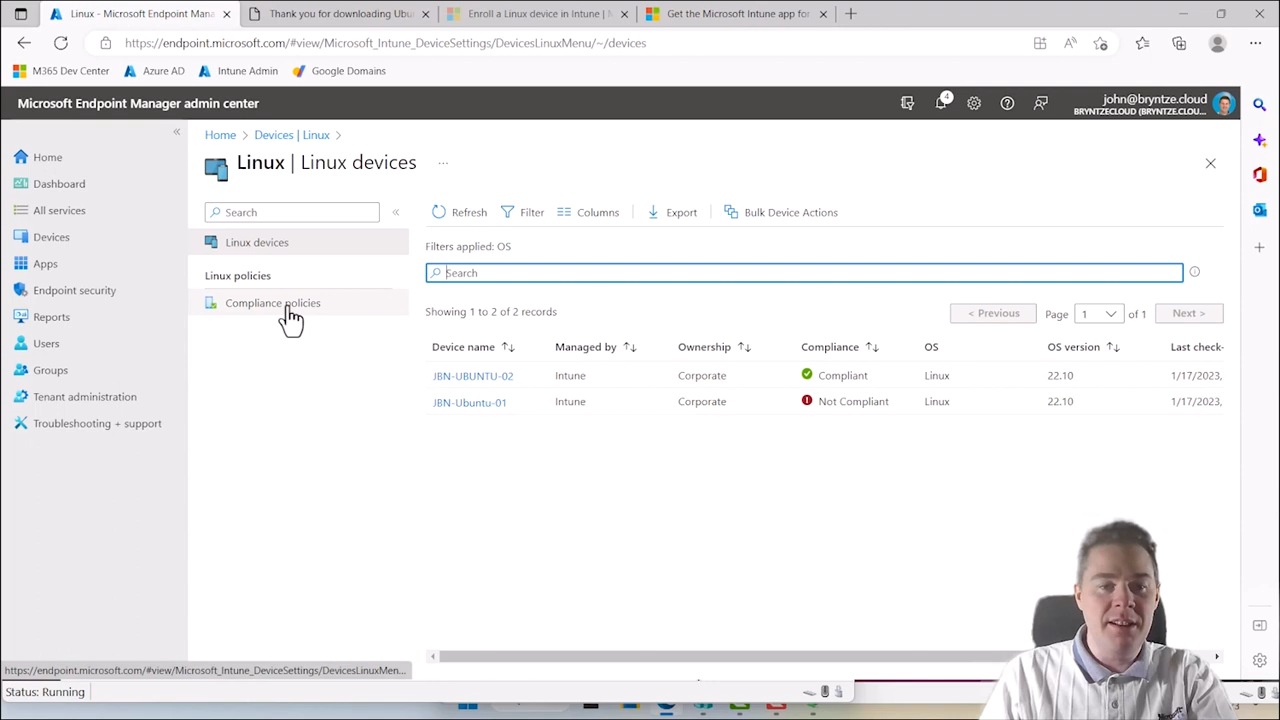 Linux - Microsoft Endpoint Mana
Thank you for downloading Ubu
Enroll a Linux device in Intune | M
Get the Microsoft Intune app for
https://endpoint.microsoft.com/#view/Microsoft_Intune_DeviceSettings/DevicesLinuxMenu/~/devices
M365 Dev Center
Azure AD
Intune Admin
Google Domains
Microsoft Endpoint Manager admin center
4
john@bryntze.cloud
BRYNTZECLOUD (BRYNTZE.CLOU...
Home
Dashboard
All services
Devices
Apps
Endpoint security
Reports
Users
Groups
Tenant administration
Troubleshooting + support
Home > Devices | Linux >
Linux | Linux devices ...
Search
Linux devices
Linux policies
Compliance policies
Refresh Filter Columns Export Bulk Device Actions
Filters applied: OS
Search
Showing 1 to 2 of 2 records
< Previous Page 1 of 1 Next >
Device name Managed by Ownership Compliance OS OS version Last check-
JBN-UBUNTU-02 Intune Corporate Compliant Linux 22.10 1/17/2023,
JBN-Ubuntu-01 Intune Corporate Not Compliant Linux 22.10 1/17/2023,
https://endpoint.microsoft.com/#view/Microsoft_Intune_DeviceSettings/DevicesLinuxMen...
Status: Running